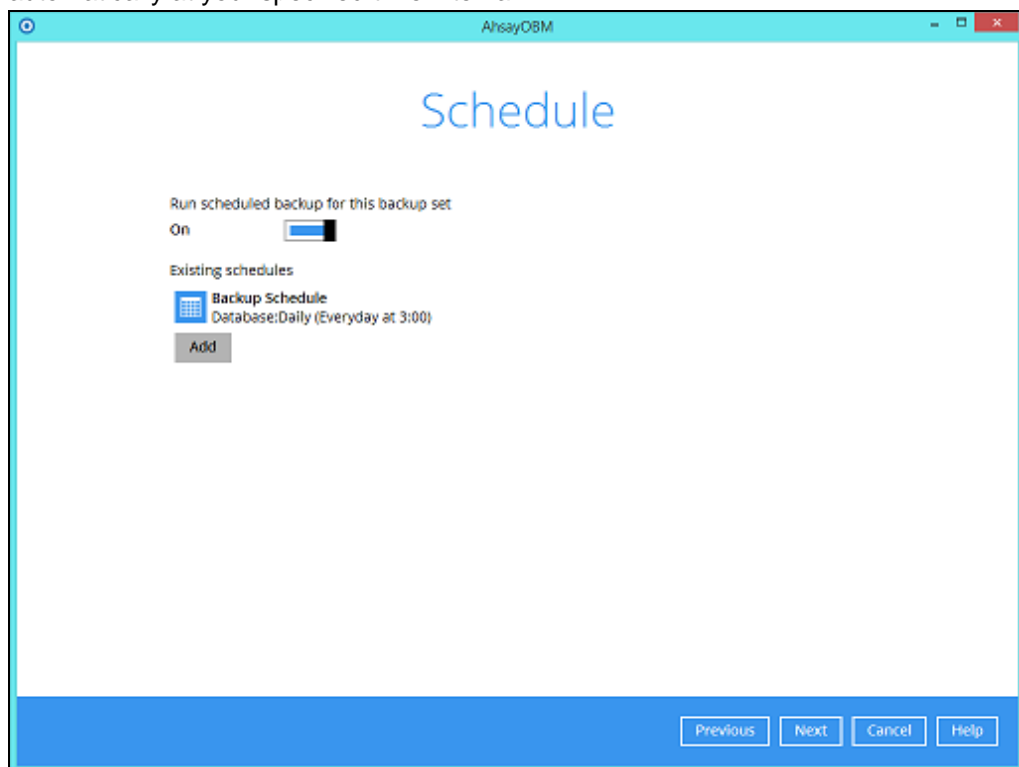 AhsayOBM
Schedule
Run scheduled backup for this backup set
On
Existing schedules
Backup Schedule
Database:Daily (Everyday at 3:00)
Add
Previous Next Cancel Help